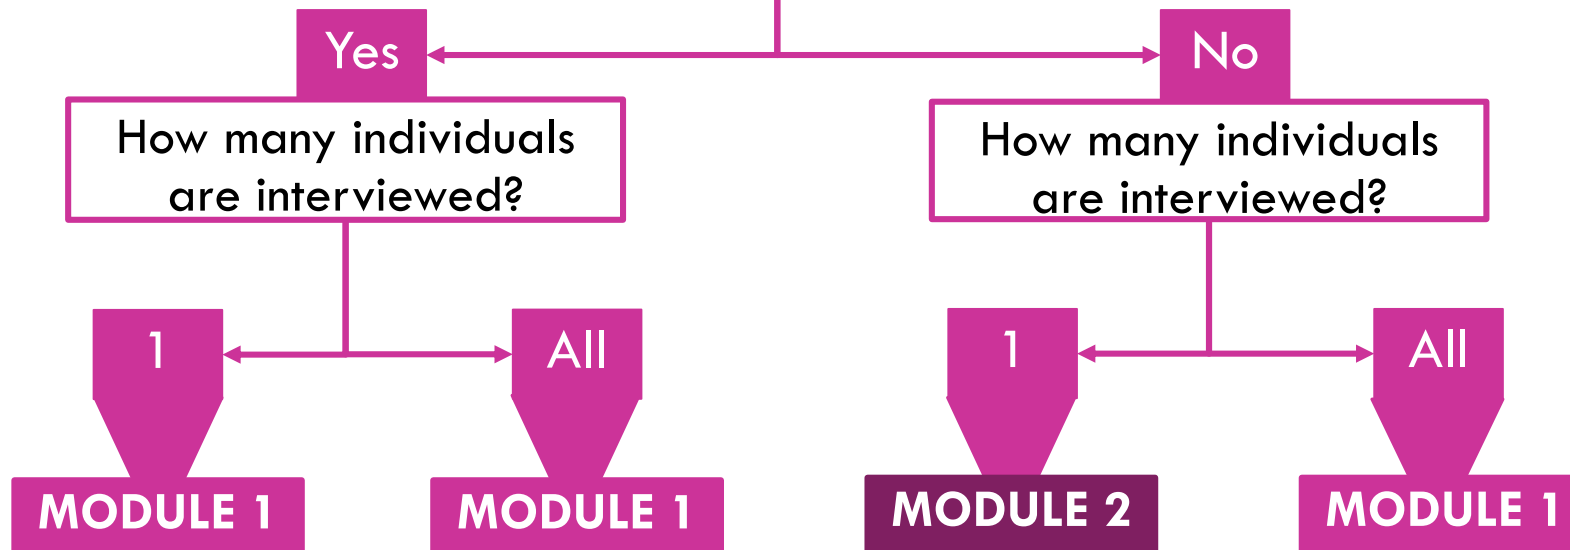 Yes
No
How many individuals
are interviewed?
How many individuals
are interviewed?
1
All
1
All
MODULE 1
MODULE 1
MODULE 2
MODULE 1